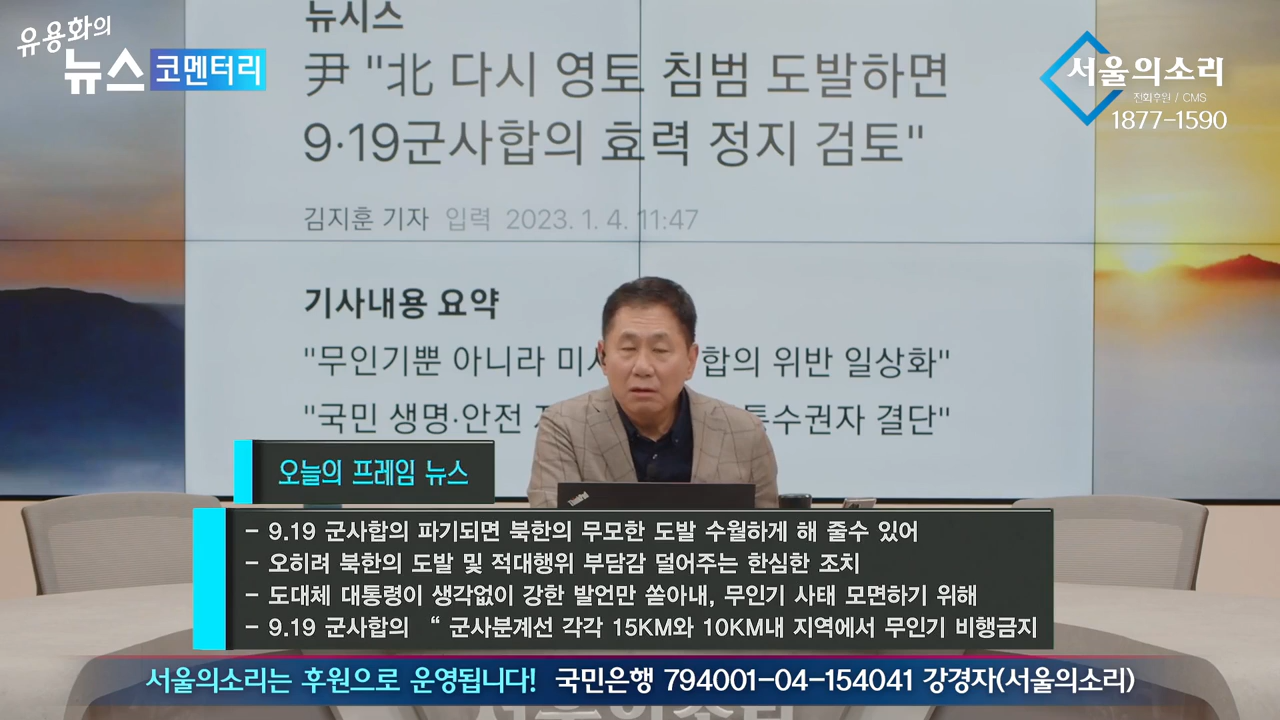 유용화의
뉴스 코멘터리
서울의소리
전화후원 / CMS
1877-1590
뉴시스
尹 "北 다시 영토 침범 도발하면
9·19군사합의 효력 정지 검토"
김지훈 기자 입력 2023. 1. 4. 11:47
기사내용 요약
"무인기뿐 아니라 합의 위반 일상화"
"국민 생명·안전 결단"
ThinkPad
오늘의 프레임 뉴스
- 9.19 군사합의 파기되면 북한의 무모한 도발 수월하게 해 줄수 있어
- 오히려 북한의 도발 및 적대행위 부담감 덜어주는 한심한 조치
- 도대체 대통령이 생각없이 강한 발언만 쏟아내, 무인기 사태 모면하기 위해
- 9.19 군사합의 “ 군사분계선 각각 15KM와 10KM내 지역에서 무인기 비행금지
서울의소리는 후원으로 운영됩니다! 국민은행 794001-04-154041 강경자(서울의소리)